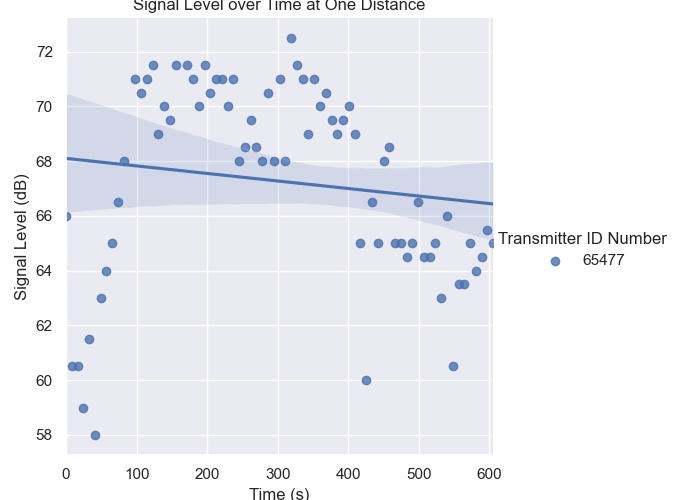 Signal Level over Time at One Distance
Signal Level (dB)
72
70
68
66
64
62
60
58
0 100 200 300 400 500 600
Time (s)
Transmitter ID Number
65477